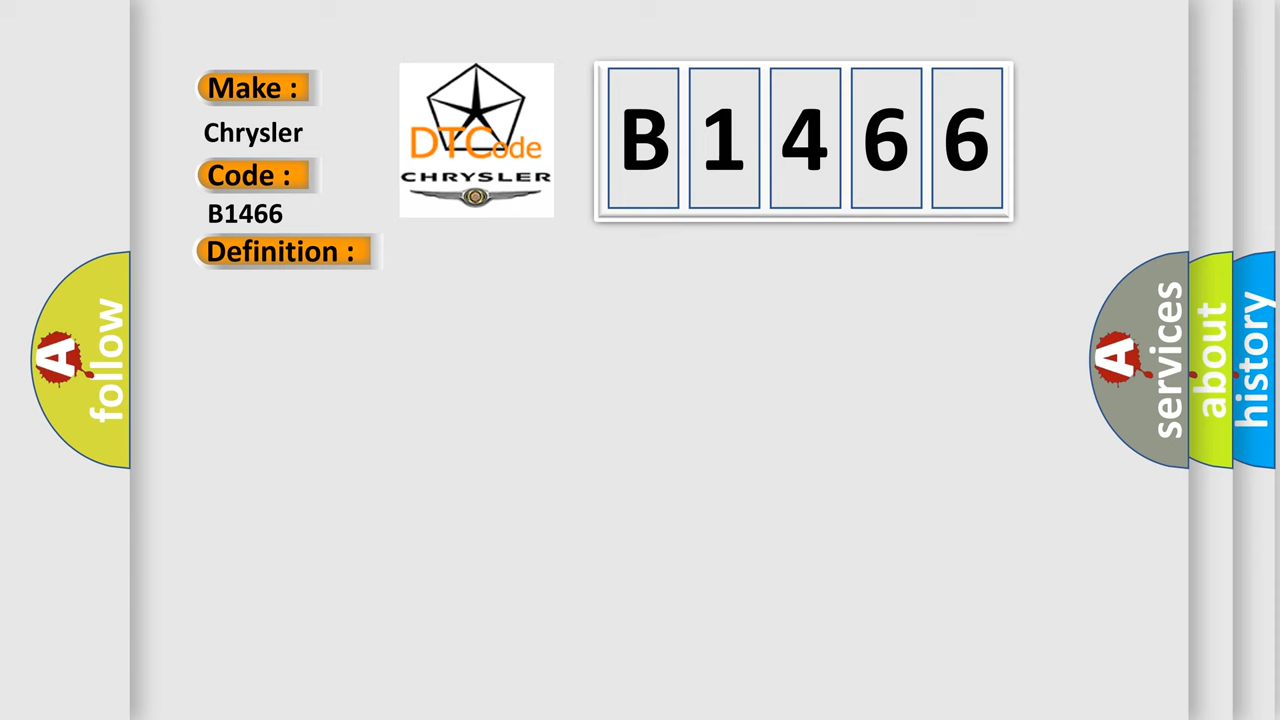 Make :
Chrysler
Code :
B1466
Definition :
DTCode
CHRYSLER
B 1 4 6 6
A follow
A services
about
history